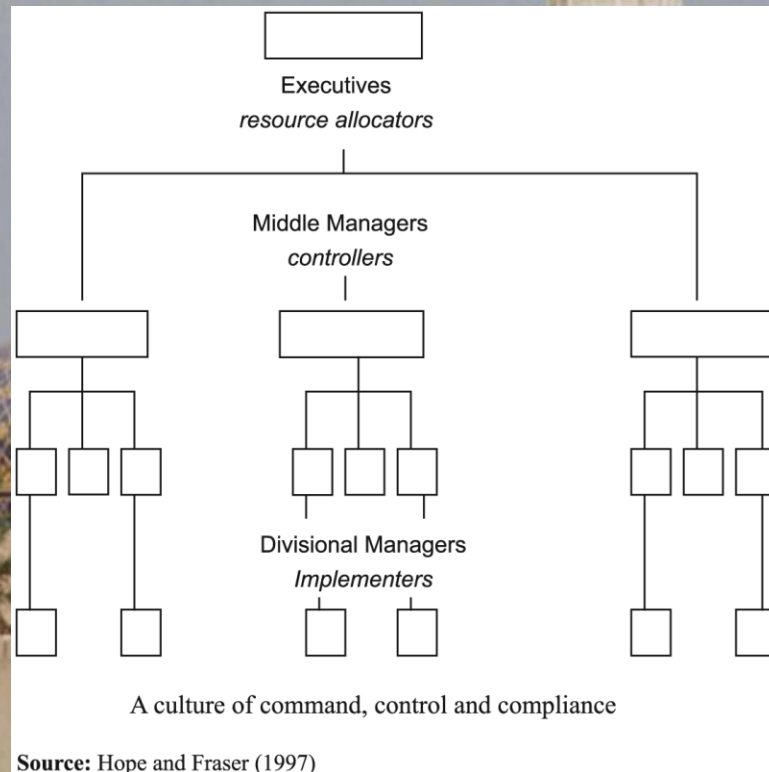 Executives
resource allocators
Middle Managers
controllers
Divisional Managers
Implementers
A culture of command, control and compliance
Source: Hope and Fraser (1997)